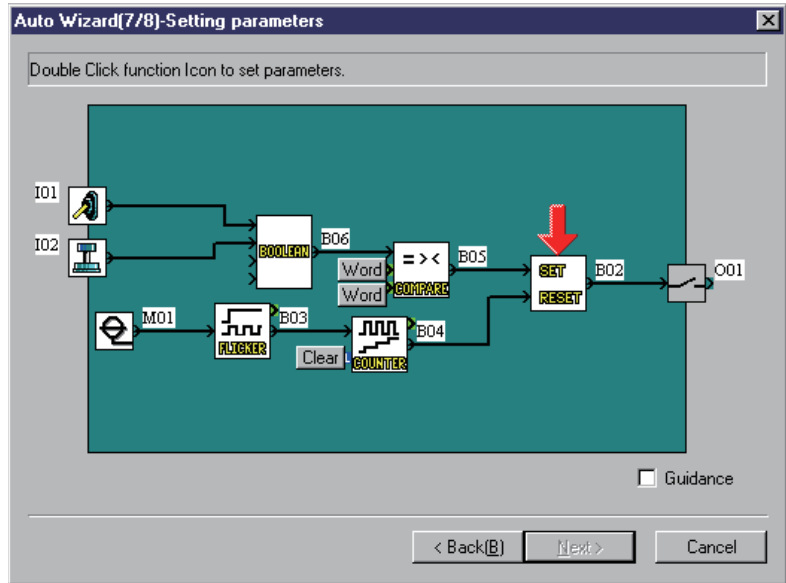 Auto Wizard(7/8)-Setting parameters
Double Click function Icon to set parameters.
I01
I02
BOOLEAN
B06
Word
Word
=><
COMPARE
B05
SET
RESET
B02
O01
M01
FLICKER
B03
Clear
COUNTER
B04
Guidance
< Back(B)
Next >
Cancel